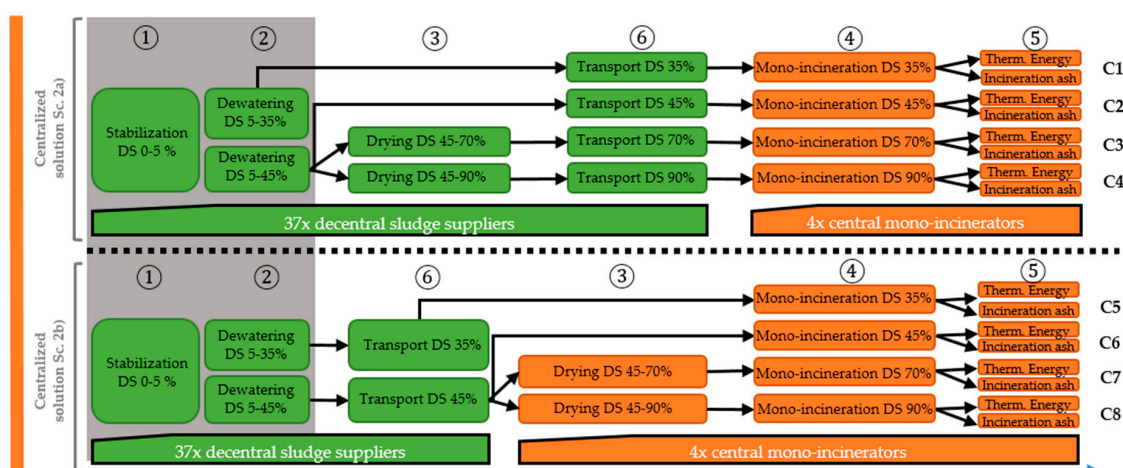 Centralized
solution Sc. 2a)
① ② ③ ⑥ ④ ⑤
Stabilization
DS 0-5 %
Dewatering
DS 5-35%
Dewatering
DS 5-45%
Drying DS 45-70%
Drying DS 45-90%
Transport DS 35%
Transport DS 45%
Transport DS 70%
Transport DS 90%
Mono-incineration DS 35%
Mono-incineration DS 45%
Mono-incineration DS 70%
Mono-incineration DS 90%
Therm. Energy
Incineration ash
C1
Therm. Energy
Incineration ash
C2
Therm. Energy
Incineration ash
C3
Therm. Energy
Incineration ash
C4
37x decentral sludge suppliers
4x central mono-incinerators
Centralized
solution Sc. 2b)
① ② ⑥ ③ ④ ⑤
Stabilization
DS 0-5 %
Dewatering
DS 5-35%
Dewatering
DS 5-45%
Transport DS 35%
Transport DS 45%
Drying DS 45-70%
Drying DS 45-90%
Mono-incineration DS 35%
Mono-incineration DS 45%
Mono-incineration DS 70%
Mono-incineration DS 90%
Therm. Energy
Incineration ash
C5
Therm. Energy
Incineration ash
C6
Therm. Energy
Incineration ash
C7
Therm. Energy
Incineration ash
C8
37x decentral sludge suppliers
4x central mono-incinerators